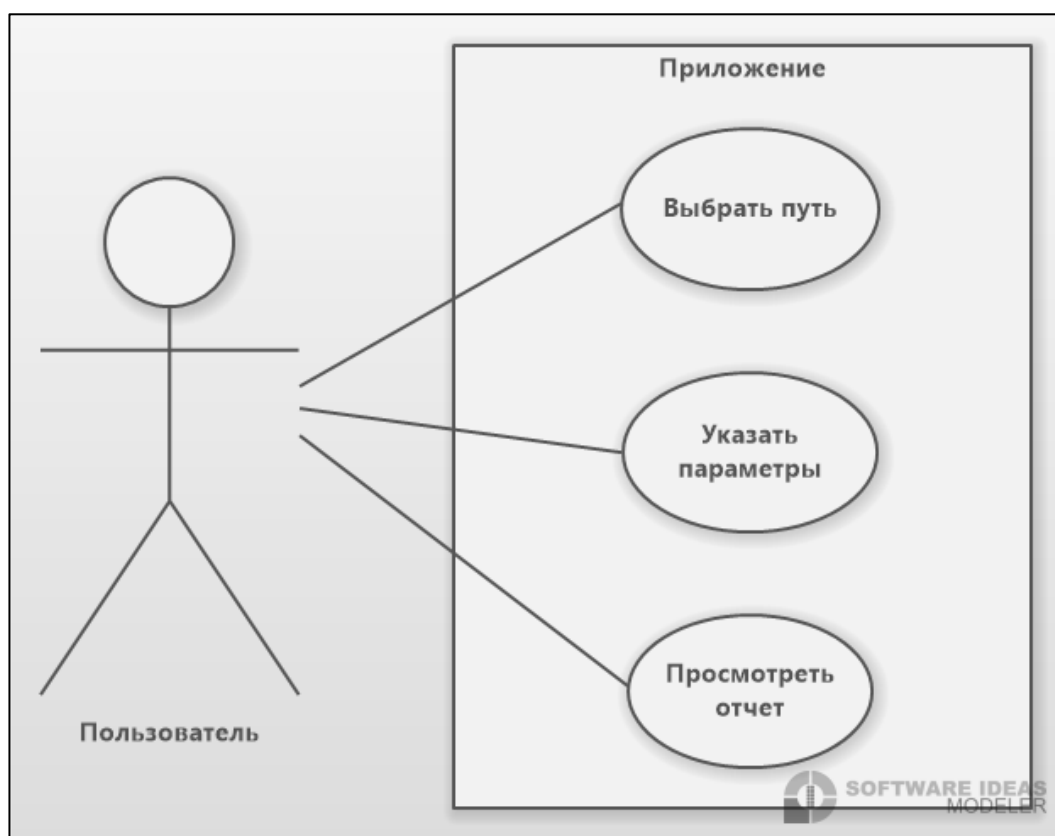 Приложение
Выбрать путь
Указать
параметры
Просмотреть
отчет
Пользователь
SOFTWARE IDEAS
MODELER